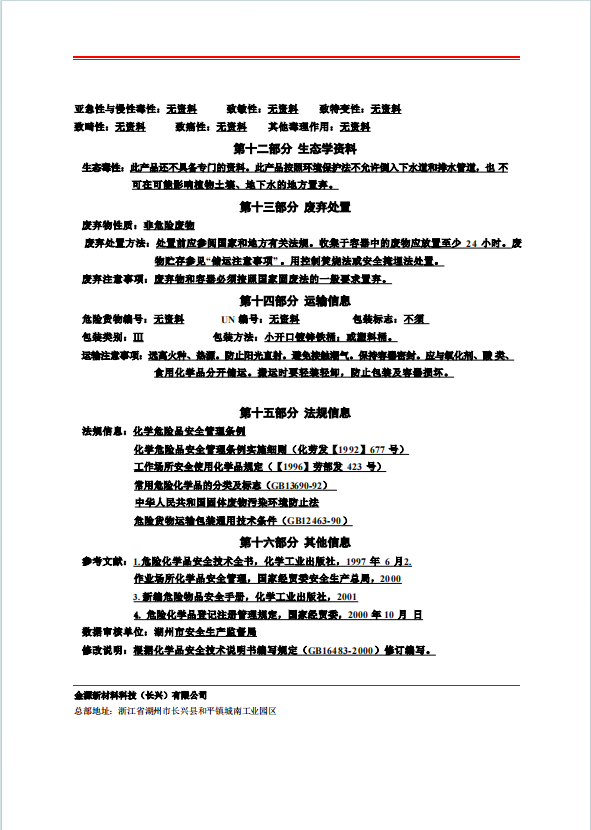 亚急性与慢性毒性：无资料 致敏性：无资料 致特变性：无资料
致畸性：无资料 致癌性：无资料 其他毒理作用：无资料
第十二部分 生态学资料
生态毒性：此产品还不具备专门的资料。此产品按照环境保护法不允许倒入下水道和排水管道，也 不
可在可能影响植物土壤、地下水的地方置弃。
第十三部分 废弃处置
废弃物性质：非危险废物
废弃处置方法：处置前应参阅国家和地方有关法规。收集于容器中的废物应放置至少 24 小时。废
物贮存参见“储运注意事项”。用控制焚烧法或安全掩埋法处置。
废弃注意事项：废弃物和容器必须按照国家固废法的一般要求置弃。
第十四部分 运输信息
危险货物编号：无资料 UN 编号：无资料 包装标志：不须
包装类别：Ⅲ 包装方法：小开口镀锌铁桶；或塑料桶。
运输注意事项：远离火种、热源。防止阳光直射。避免接触潮气。保持容器密封。应与氧化剂、酸 类、
食用化学品分开储运。搬运时要轻装轻卸，防止包装及容器损坏。
第十五部分 法规信息
法规信息：化学危险品安全管理条例
化学危险品安全管理条例实施细则（化劳发【1992】677 号）
工作场所安全使用化学品规定（【1996】劳部发 423 号）
常用危险化学品的分类及标志（GB13690-92）
中华人民共和国固体废物污染环境防止法
危险货物运输包装通用技术条件（GB12463-90）
第十六部分 其他信息
参考文献：1.危险化学品安全技术全书，化学工业出版社，1997 年 6 月2.
作业场所化学品安全管理，国家经贸委安全生产总局，2000
3.新编危险物品安全手册，化学工业出版社，2001
4. 危险化学品登记注册管理规定，国家经贸委，2000 年 10 月 日
数据审核单位：湖州市安全生产监督局
修改说明：根据化学品安全技术说明书编写规定（GB16483-2000）修订编写。
金源新材料科技（长兴）有限公司
总部地址：浙江省湖州市长兴县和平镇城南工业园区